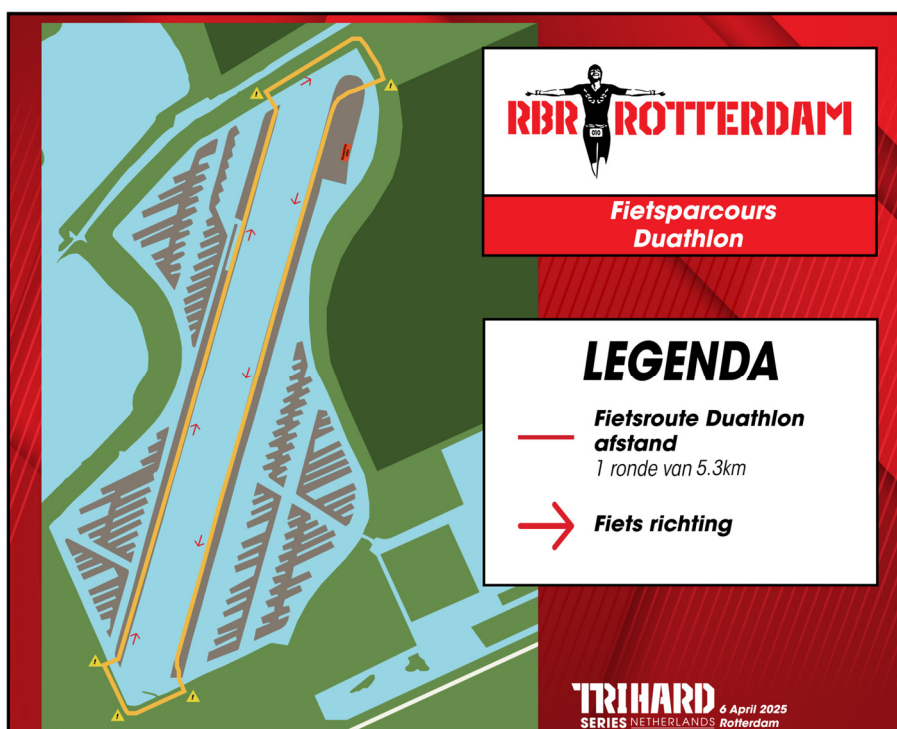 RBR ROTTERDAM
010
Fietsparcours
Duathlon
LEGENDA
Fietsroute Duathlon
afstand
1 ronde van 5.3km
Fiets richting
TRIHARD
SERIES NETHERLANDS
6 April 2025
Rotterdam